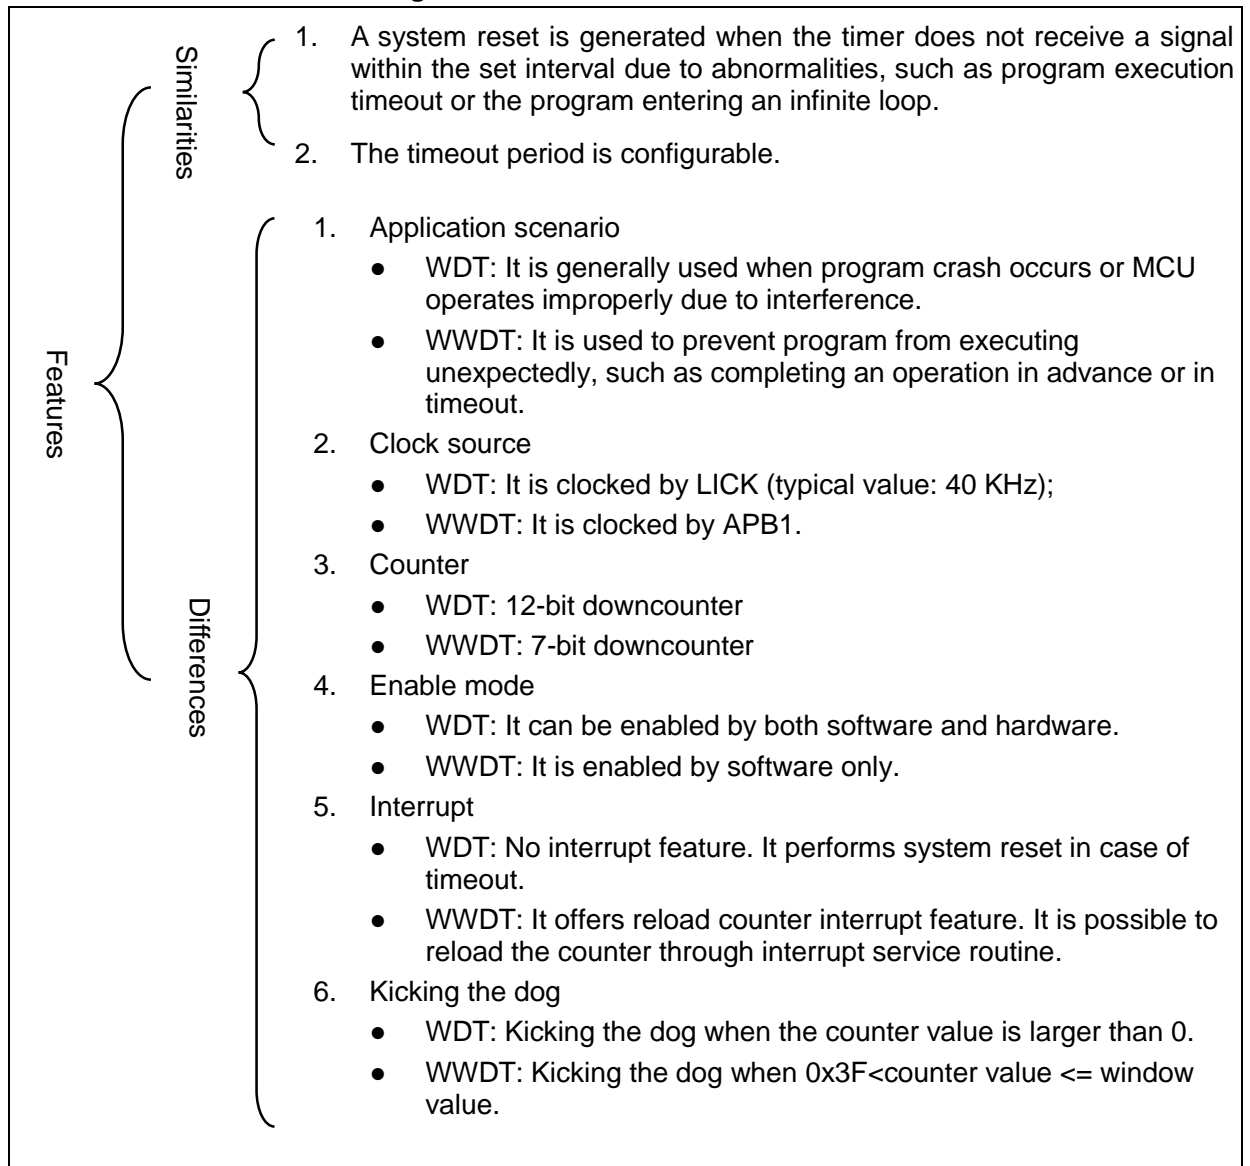 Features
Similarities
1. A system reset is generated when the timer does not receive a signal
within the set interval due to abnormalities, such as program execution
timeout or the program entering an infinite loop.
2. The timeout period is configurable.
Differences
1. Application scenario
● WDT: It is generally used when program crash occurs or MCU
operates improperly due to interference.
● WWDT: It is used to prevent program from executing
unexpectedly, such as completing an operation in advance or in
timeout.
2. Clock source
● WDT: It is clocked by LICK (typical value: 40 KHz);
● WWDT: It is clocked by APB1.
3. Counter
● WDT: 12-bit downcounter
● WWDT: 7-bit downcounter
4. Enable mode
● WDT: It can be enabled by both software and hardware.
● WWDT: It is enabled by software only.
5. Interrupt
● WDT: No interrupt feature. It performs system reset in case of
timeout.
● WWDT: It offers reload counter interrupt feature. It is possible to
reload the counter through interrupt service routine.
6. Kicking the dog
● WDT: Kicking the dog when the counter value is larger than 0.
● WWDT: Kicking the dog when 0x3F<counter value <= window
value.